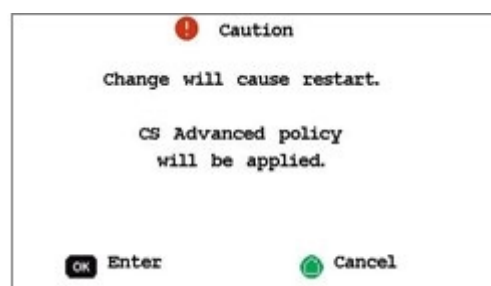 ! Caution
Change will cause restart.
CS Advanced policy
will be applied.
OK Enter Cancel